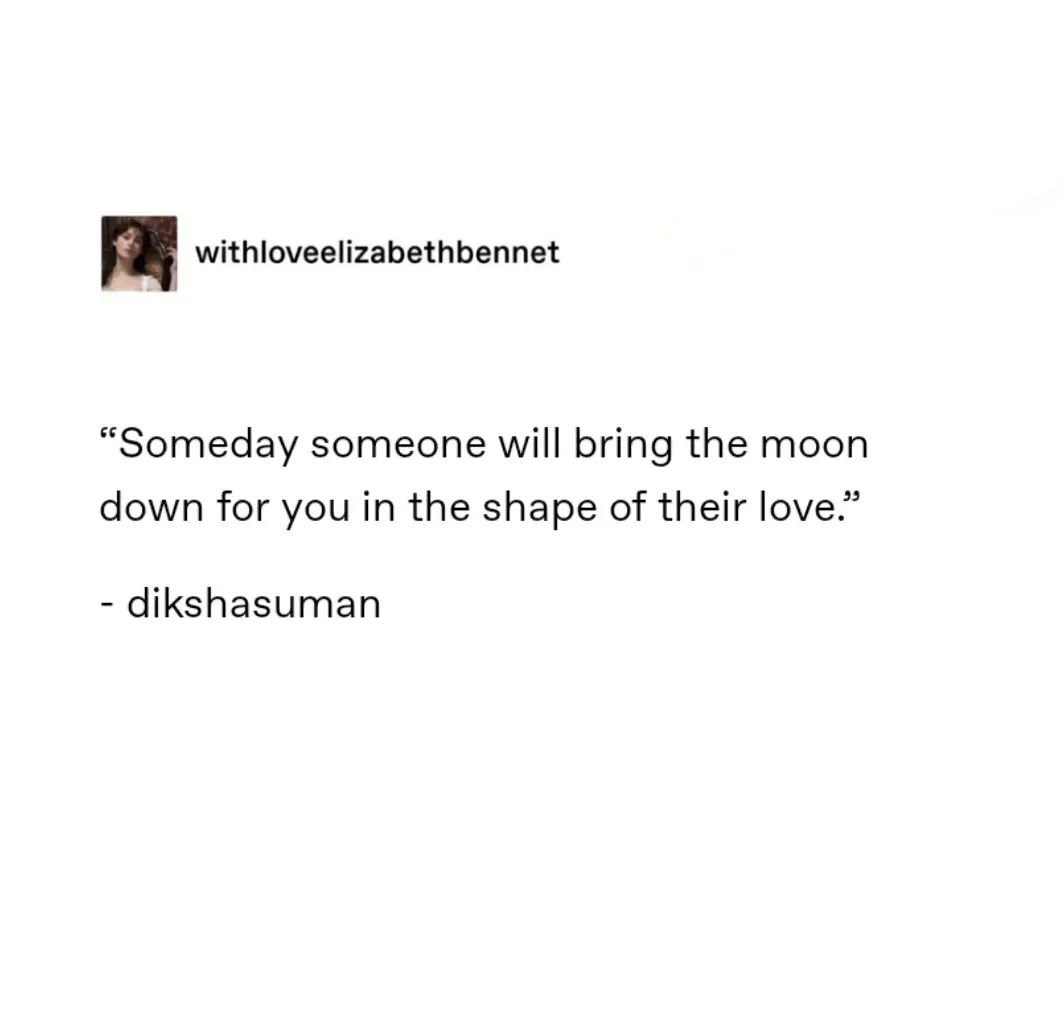 withloveelizabethbennet
“Someday someone will bring the moon
down for you in the shape of their love.”
- dikshasuman